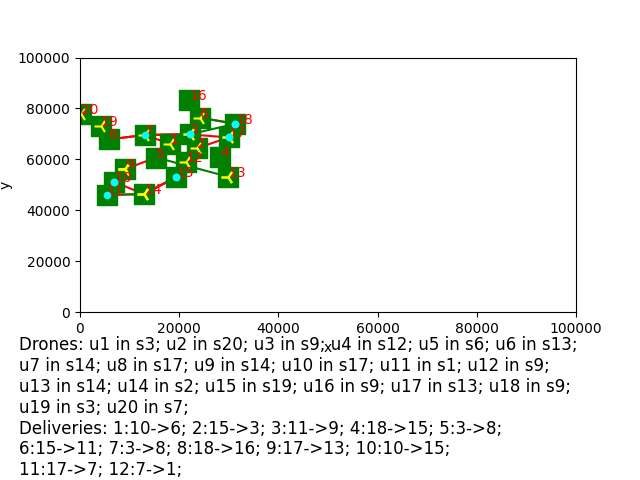 100000
80000
60000
40000
20000
0
0 20000 40000 60000 80000 100000
y
x
16
18
13
Drones: u1 in s3; u2 in s20; u3 in s9; u4 in s12; u5 in s6; u6 in s13;
u7 in s14; u8 in s17; u9 in s14; u10 in s17; u11 in s1; u12 in s9;
u13 in s14; u14 in s2; u15 in s19; u16 in s9; u17 in s13; u18 in s9;
u19 in s3; u20 in s7;
Deliveries: 1:10->6; 2:15->3; 3:11->9; 4:18->15; 5:3->8;
6:15->11; 7:3->8; 8:18->16; 9:17->13; 10:10->15;
11:17->7; 12:7->1;